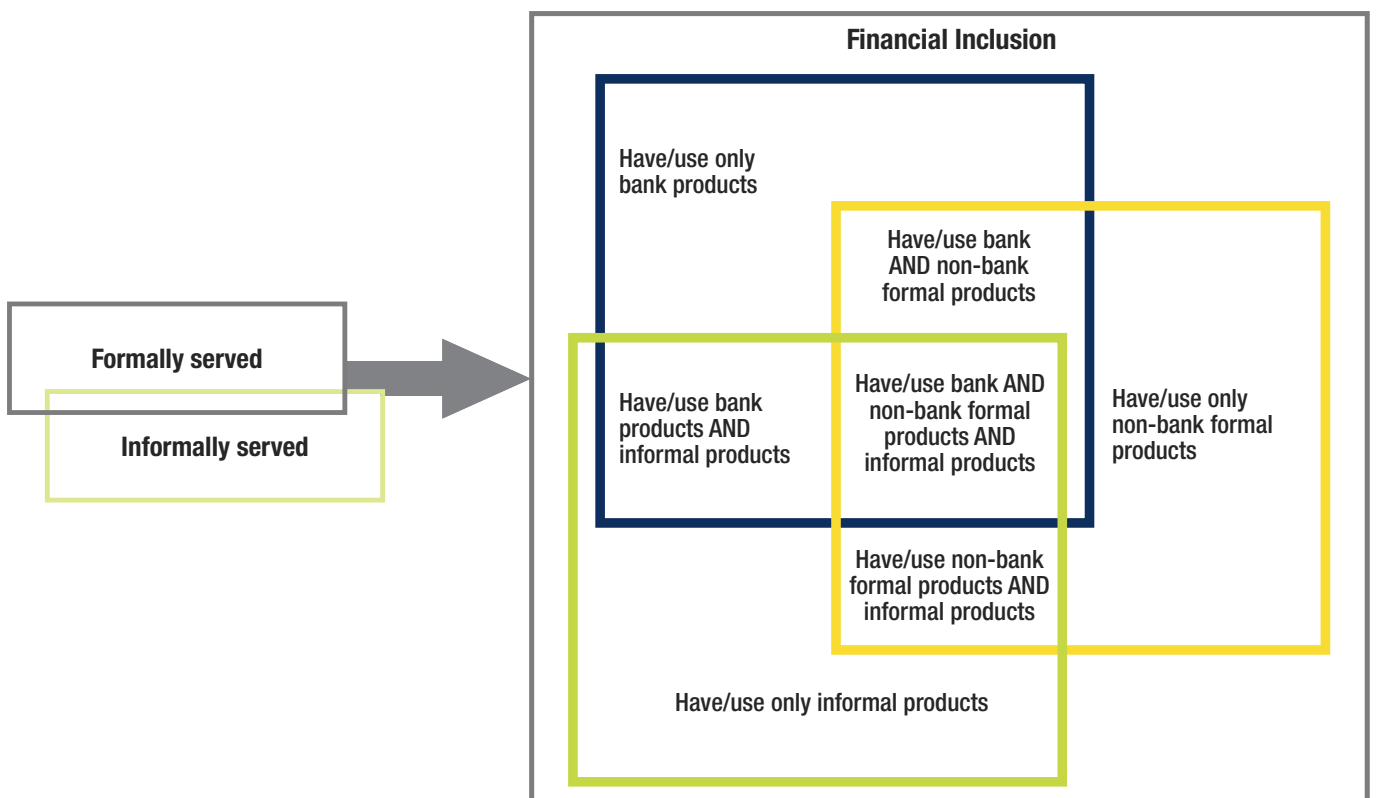 Financial Inclusion
Have/use only
bank products
Have/use bank
AND non-bank
formal products
Formally served
Informally served
Have/use bank
products AND
informal products
Have/use bank AND
non-bank formal
products AND
informal products
Have/use only
non-bank formal
products
Have/use non-bank
formal products AND
informal products
Have/use only informal products